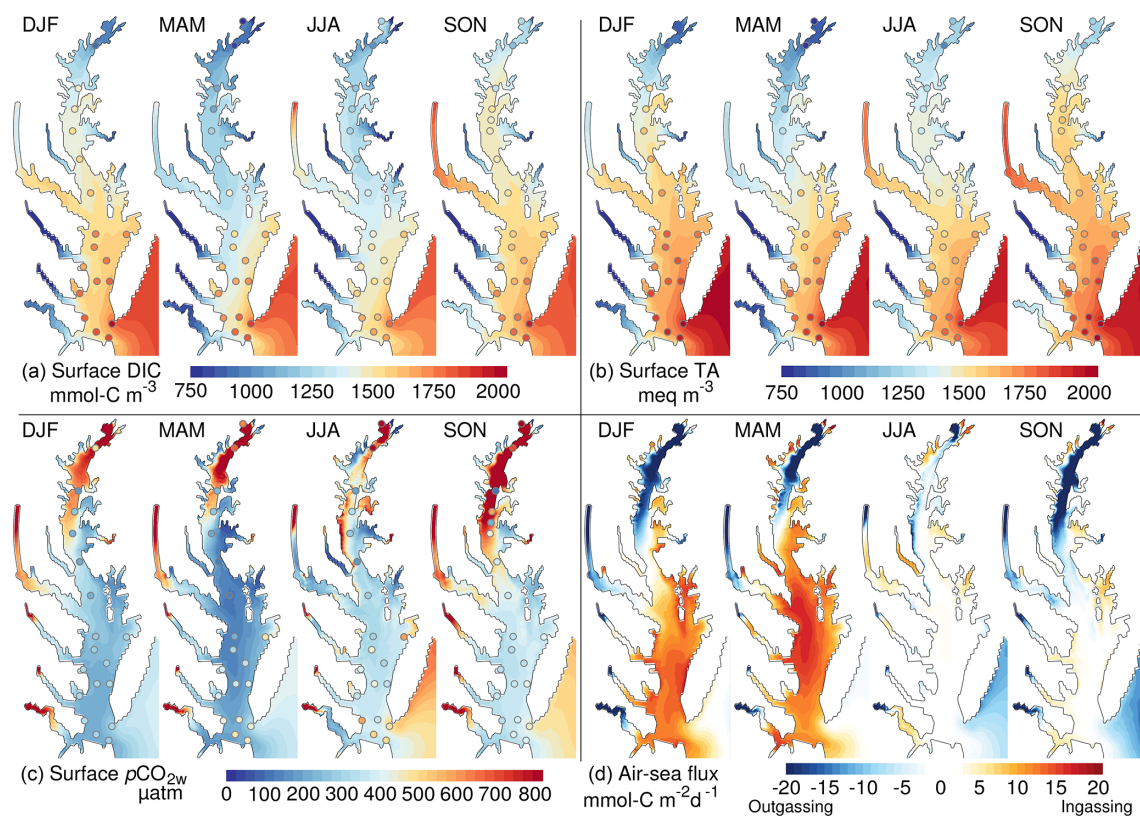 DJF MAM JJA SON
(a) Surface DIC
mmol-C m-3
750 1000 1250 1500 1750 2000
DJF MAM JJA SON
(b) Surface TA
meq m-3
750 1000 1250 1500 1750 2000
DJF MAM JJA SON
(c) Surface pCO2w
µatm
0 100 200 300 400 500 600 700 800
DJF MAM JJA SON
(d) Air-sea flux
mmol-C m-2d-1
-20 -15 -10 -5 0 5 10 15 20
Outgassing Ingassing